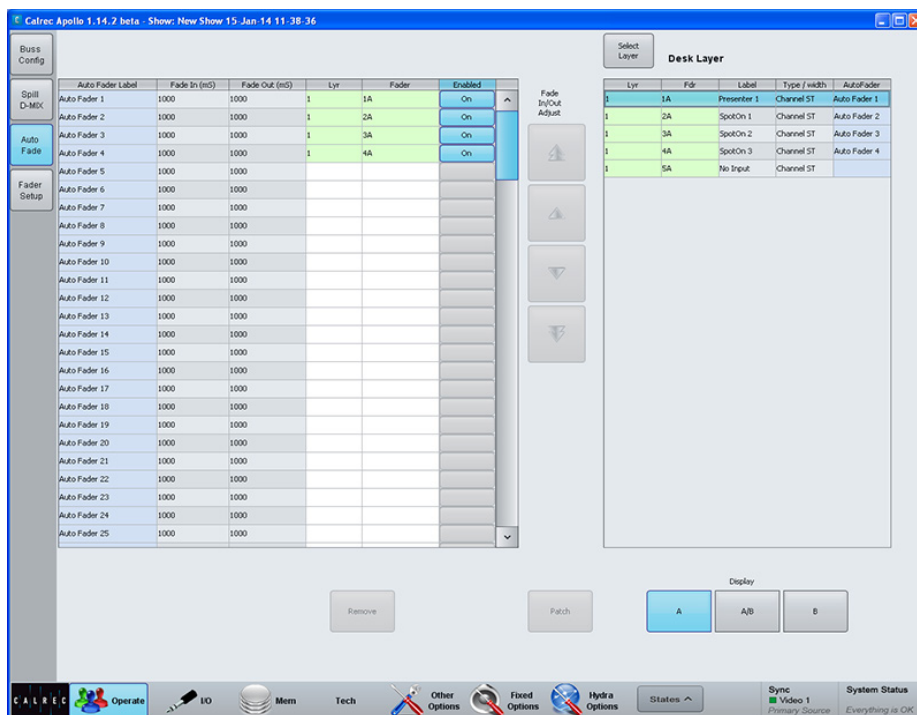 Calrec Apollo 1.14.2 beta - Show: New Show 15-Jan-14 11-38-36
Buss Config
Spill D-MIX
Auto Fade
Fader Setup
Auto Fader Label Fade In (mS) Fade Out (mS) Lyr Fader Enabled
Auto Fader 1 1000 1000 1 1A On
Auto Fader 2 1000 1000 1 2A On
Auto Fader 3 1000 1000 1 3A On
Auto Fader 4 1000 1000 1 4A On
Auto Fader 5 1000 1000
Auto Fader 6 1000 1000
Auto Fader 7 1000 1000
Auto Fader 8 1000 1000
Auto Fader 9 1000 1000
Auto Fader 10 1000 1000
Auto Fader 11 1000 1000
Auto Fader 12 1000 1000
Auto Fader 13 1000 1000
Auto Fader 14 1000 1000
Auto Fader 15 1000 1000
Auto Fader 16 1000 1000
Auto Fader 17 1000 1000
Auto Fader 18 1000 1000
Auto Fader 19 1000 1000
Auto Fader 20 1000 1000
Auto Fader 21 1000 1000
Auto Fader 22 1000 1000
Auto Fader 23 1000 1000
Auto Fader 24 1000 1000
Auto Fader 25 1000 1000
Fade In/Out Adjust
Select Layer
Desk Layer
Lyr Fdr Label Type / width AutoFader
1 1A Presenter 1 Channel ST Auto Fader 1
1 2A SpotOn 1 Channel ST Auto Fader 2
1 3A SpotOn 2 Channel ST Auto Fader 3
1 4A SpotOn 3 Channel ST Auto Fader 4
1 5A No Input Channel ST
Remove
Patch
Display
A A/B B
CALREC
Operate
I/O
Mem
Tech
Other Options
Fixed Options
Hydra Options
States
Sync
Video 1
Primary Source
System Status
Everything is OK